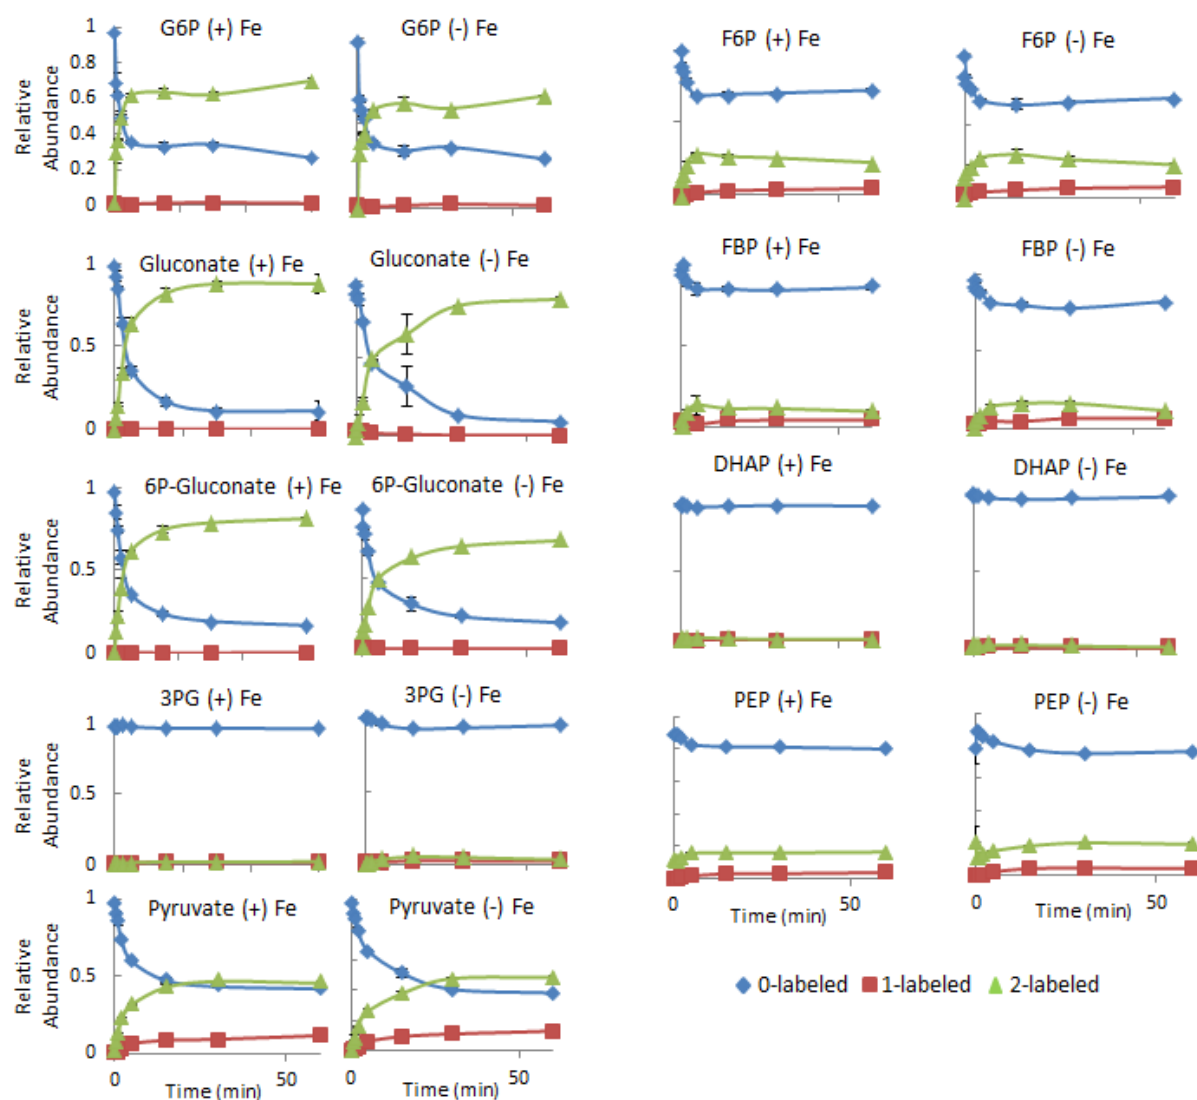 G6P (+) Fe
G6P (-) Fe
F6P (+) Fe
F6P (-) Fe
Relative
Abundance
1
0.8
0.6
0.4
0.2
0
Gluconate (+) Fe
Gluconate (-) Fe
FBP (+) Fe
FBP (-) Fe
Relative
Abundance
1
0.5
0
6P-Gluconate (+) Fe
6P-Gluconate (-) Fe
DHAP (+) Fe
DHAP (-) Fe
Relative
Abundance
1
0.5
0
3PG (+) Fe
3PG (-) Fe
PEP (+) Fe
PEP (-) Fe
Relative
Abundance
1
0.5
0
0 50
Time (min)
0 50
Time (min)
Pyruvate (+) Fe
Pyruvate (-) Fe
Relative
Abundance
1
0.5
0
0 50
Time (min)
0 50
Time (min)
0-labeled 1-labeled 2-labeled